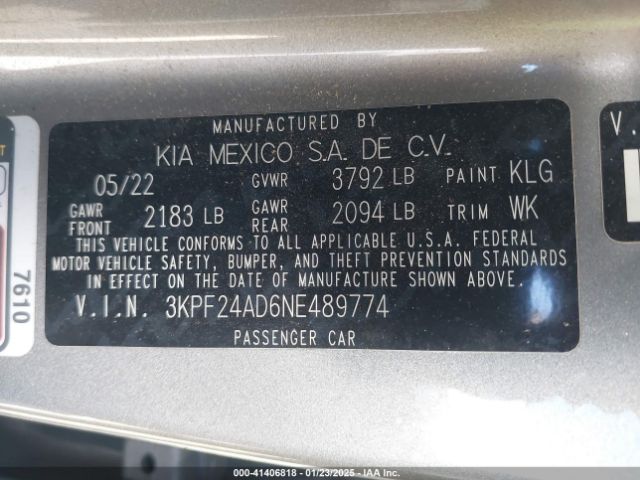 MANUFACTURED BY
KIA MEXICO S.A. DE C.V.
05/22 GVWR 3792 LB PAINT KLG
GAWR FRONT 2183 LB GAWR REAR 2094 LB TRIM WK
THIS VEHICLE CONFORMS TO ALL APPLICABLE U.S.A. FEDERAL
MOTOR VEHICLE SAFETY, BUMPER, AND THEFT PREVENTION STANDARDS
IN EFFECT ON THE DATE OF MANUFACTURE SHOWN ABOVE.
V.I.N. 3KPF24AD6NE489774
PASSENGER CAR
7610
V.
000-41406818 - 01/23/2025 - IAA Inc.